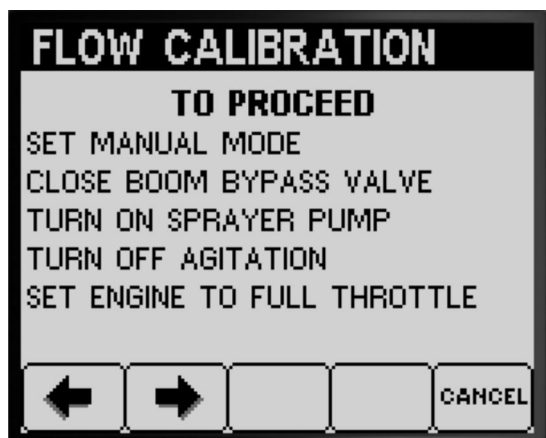 FLOW CALIBRATION
TO PROCEED
SET MANUAL MODE
CLOSE BOOM BYPASS VALVE
TURN ON SPRAYER PUMP
TURN OFF AGITATION
SET ENGINE TO FULL THROTTLE
CANCEL